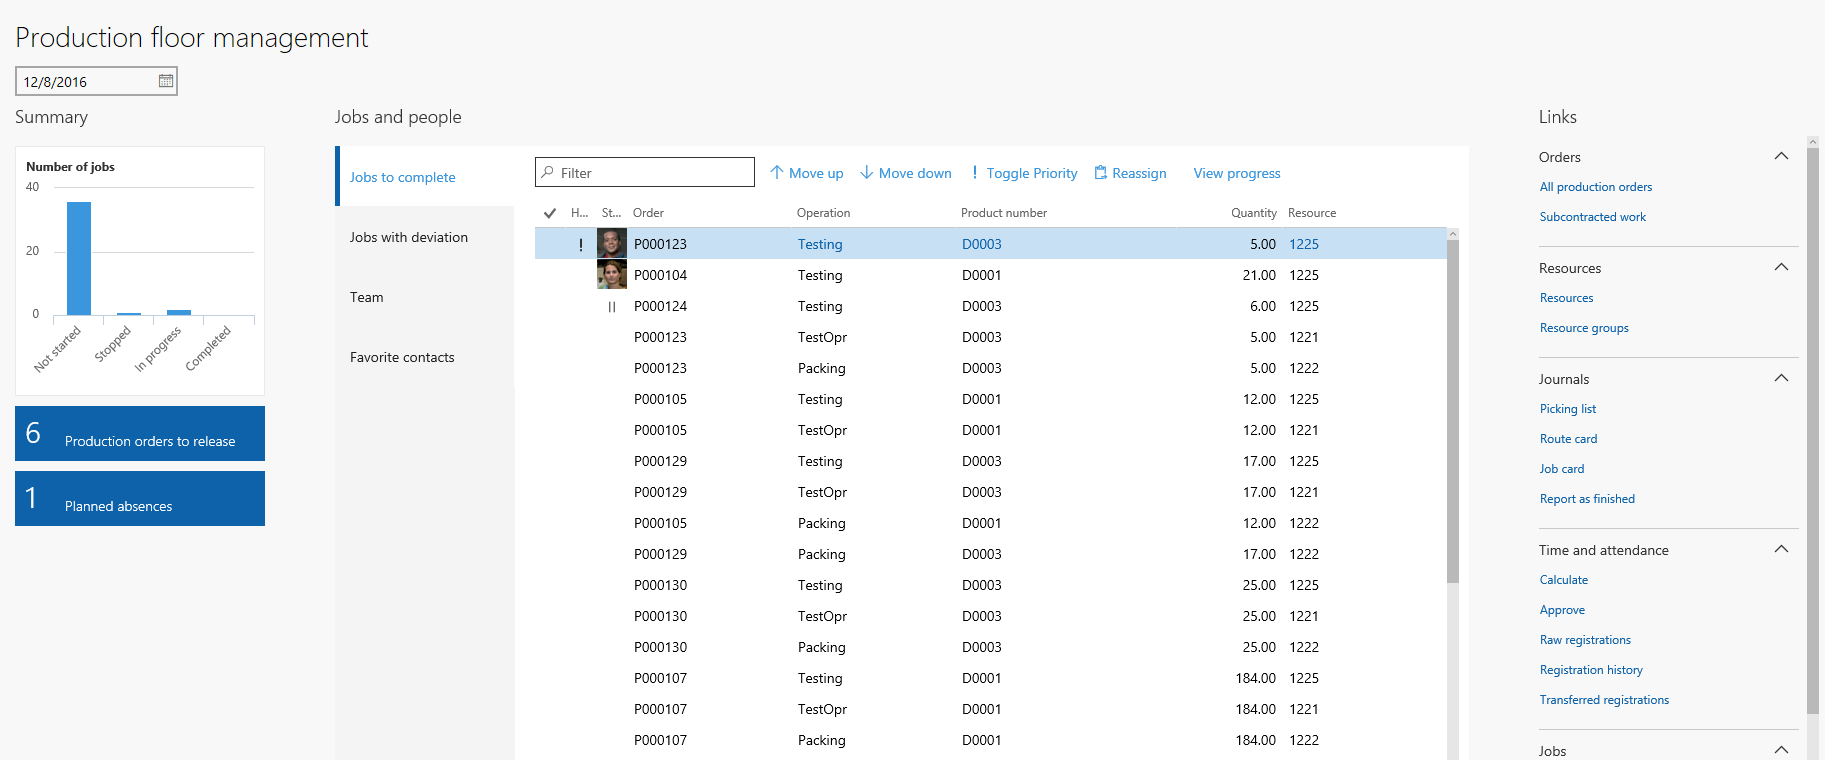 Production floor management
12/8/2016
Summary
Number of jobs
40
20
0
Not started
Stopped
In progress
Completed
6 Production orders to release
1 Planned absences
Jobs and people
Jobs to complete
Jobs with deviation
Team
Favorite contacts
Filter Move up Move down ! Toggle Priority Reassign View progress
H... St... Order Operation Product number Quantity Resource
! P000123 Testing D0003 5.00 1225
P000104 Testing D0001 21.00 1225
P000124 Testing D0003 6.00 1225
P000123 TestOpr D0003 5.00 1221
P000123 Packing D0003 5.00 1222
P000105 Testing D0001 12.00 1225
P000105 TestOpr D0001 12.00 1221
P000129 Testing D0003 17.00 1225
P000129 TestOpr D0003 17.00 1221
P000105 Packing D0001 12.00 1222
P000129 Packing D0003 17.00 1222
P000130 Testing D0003 25.00 1225
P000130 TestOpr D0003 25.00 1221
P000130 Packing D0003 25.00 1222
P000107 Testing D0001 184.00 1225
P000107 TestOpr D0001 184.00 1221
P000107 Packing D0001 184.00 1222
Links
Orders
All production orders
Subcontracted work
Resources
Resources
Resource groups
Journals
Picking list
Route card
Job card
Report as finished
Time and attendance
Calculate
Approve
Raw registrations
Registration history
Transferred registrations
Jobs